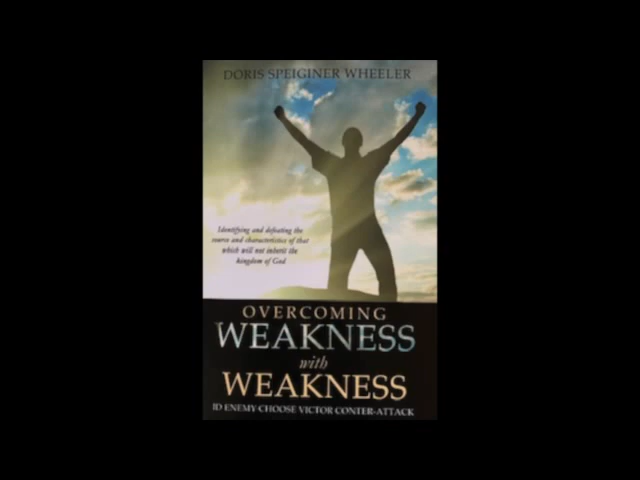 DORIS SPEIGINER WHEELER
Identifying and defeating the
source and characteristics of that
which will not inherit the
kingdom of God
OVERCOMING
WEAKNESS
with
WEAKNESS
ID ENEMY-CHOOSE VICTOR CONTER-ATTACK